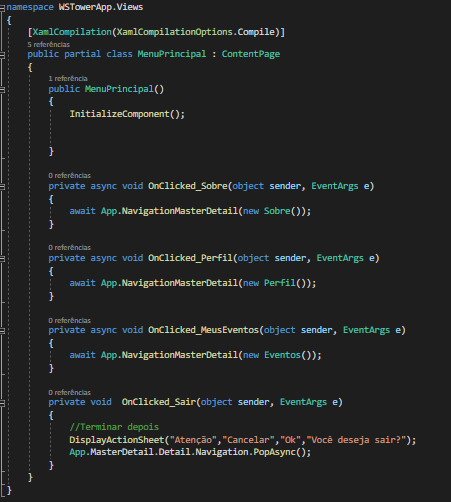 namespace WSTowerApp.Views
{
[XamlCompilation(XamlCompilationOptions.Compile)]
5 referências
public partial class MenuPrincipal : ContentPage
{
1 referência
public MenuPrincipal()
{
InitializeComponent();
}
0 referências
private async void OnClicked_Sobre(object sender, EventArgs e)
{
await App.NavigationMasterDetail(new Sobre());
}
0 referências
private async void OnClicked_Perfil(object sender, EventArgs e)
{
await App.NavigationMasterDetail(new Perfil());
}
0 referências
private async void OnClicked_MeusEventos(object sender, EventArgs e)
{
await App.NavigationMasterDetail(new Eventos());
}
0 referências
private void OnClicked_Sair(object sender, EventArgs e)
{
//Terminar depois
DisplayActionSheet("Atenção","Cancelar","Ok","Você deseja sair?");
App.MasterDetail.Detail.Navigation.PopAsync();
}
}
}